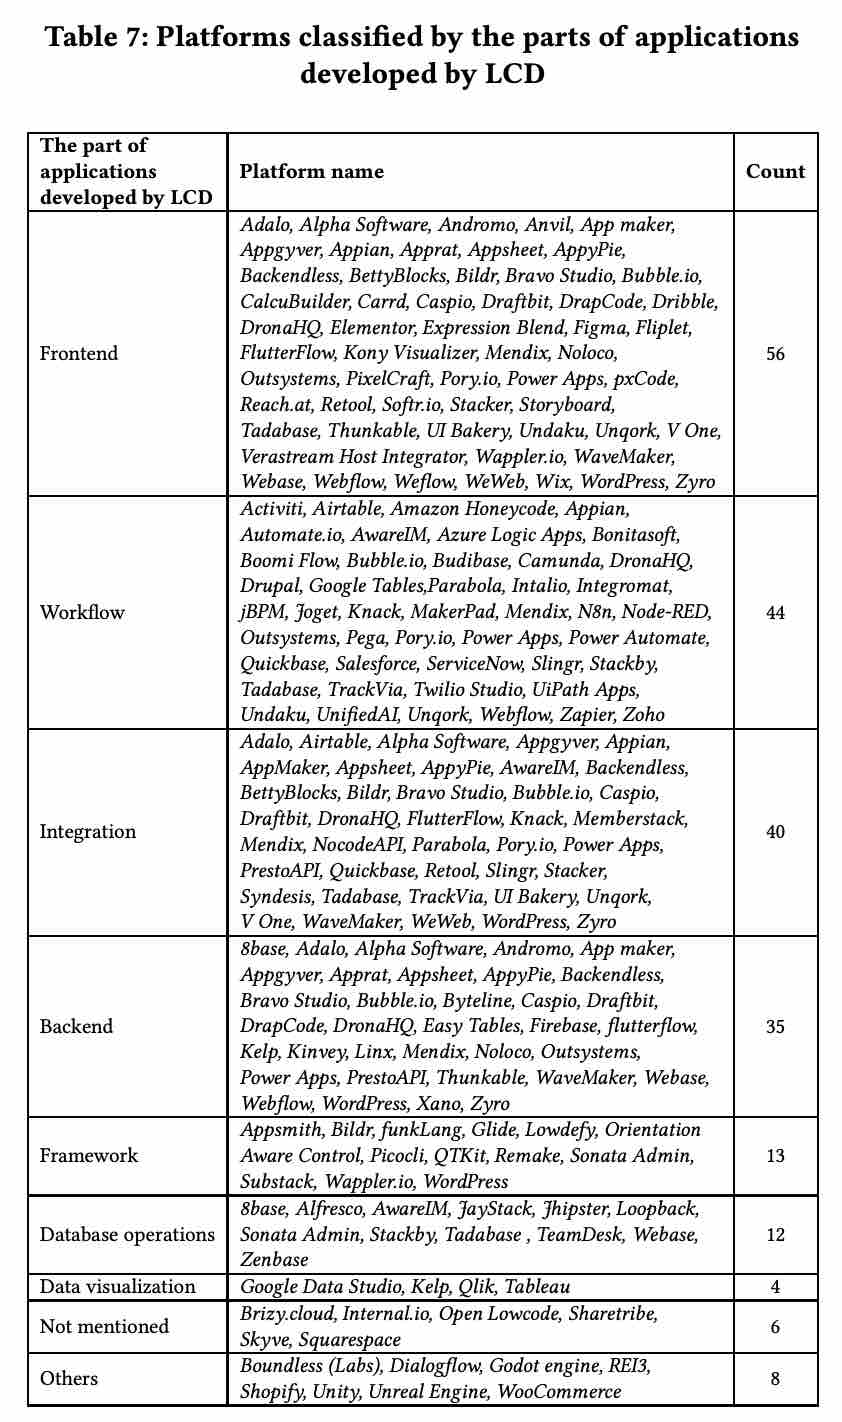 Table 7: Platforms classified by the parts of applications
developed by LCD
The part of
applications
developed by LCD
Platform name
Count
Frontend
Adalo, Alpha Software, Andromo, Anvil, App maker,
Appgyver, Appian, Apprat, Appsheet, AppyPie,
Backendless, BettyBlocks, Bildr, Bravo Studio, Bubble.io,
CalcuBuilder, Carrd, Caspio, Draftbit, DrapCode, Dribble,
DronaHQ, Elementor, Expression Blend, Figma, Fliplet,
FlutterFlow, Kony Visualizer, Mendix, Noloco,
Outsystems, PixelCraft, Pory.io, Power Apps, pxCode,
Reach.at, Retool, Softr.io, Stacker, Storyboard,
Tadabase, Thunkable, UI Bakery, Undaku, Unqork, V One,
Verastream Host Integrator, Wappler.io, WaveMaker,
Webase, Webflow, Weflow, WeWeb, Wix, WordPress, Zyro
56
Workflow
Activiti, Airtable, Amazon Honeycode, Appian,
Automate.io, AwareIM, Azure Logic Apps, Bonitasoft,
Boomi Flow, Bubble.io, Budibase, Camunda, DronaHQ,
Drupal, Google Tables,Parabola, Intalio, Integromat,
jBPM, Joget, Knack, MakerPad, Mendix, N8n, Node-RED,
Outsystems, Pega, Pory.io, Power Apps, Power Automate,
Quickbase, Salesforce, ServiceNow, Slingr, Stackby,
Tadabase, TrackVia, Twilio Studio, UiPath Apps,
Undaku, UnifiedAI, Unqork, Webflow, Zapier, Zoho
44
Integration
Adalo, Airtable, Alpha Software, Appgyver, Appian,
AppMaker, Appsheet, AppyPie, AwareIM, Backendless,
BettyBlocks, Bildr, Bravo Studio, Bubble.io, Caspio,
Draftbit, DronaHQ, FlutterFlow, Knack, Memberstack,
Mendix, NocodeAPI, Parabola, Pory.io, Power Apps,
PrestoAPI, Quickbase, Retool, Slingr, Stacker,
Syndesis, Tadabase, TrackVia, UI Bakery, Unqork,
V One, WaveMaker, WeWeb, WordPress, Zyro
40
Backend
8base, Adalo, Alpha Software, Andromo, App maker,
Appgyver, Apprat, Appsheet, AppyPie, Backendless,
Bravo Studio, Bubble.io, Byteline, Caspio, Draftbit,
DrapCode, DronaHQ, Easy Tables, Firebase, flutterflow,
Kelp, Kinvey, Linx, Mendix, Noloco, Outsystems,
Power Apps, PrestoAPI, Thunkable, WaveMaker, Webase,
Webflow, WordPress, Xano, Zyro
35
Framework
Appsmith, Bildr, funkLang, Glide, Lowdefy, Orientation
Aware Control, Picocli, QTKit, Remake, Sonata Admin,
Substack, Wappler.io, WordPress
13
Database operations
8base, Alfresco, AwareIM, JayStack, Jhipster, Loopback,
Sonata Admin, Stackby, Tadabase , TeamDesk, Webase,
Zenbase
12
Data visualization
Google Data Studio, Kelp, Qlik, Tableau
4
Not mentioned
Brizy.cloud, Internal.io, Open Lowcode, Sharetribe,
Skyve, Squarespace
6
Others
Boundless (Labs), Dialogflow, Godot engine, REI3,
Shopify, Unity, Unreal Engine, WooCommerce
8